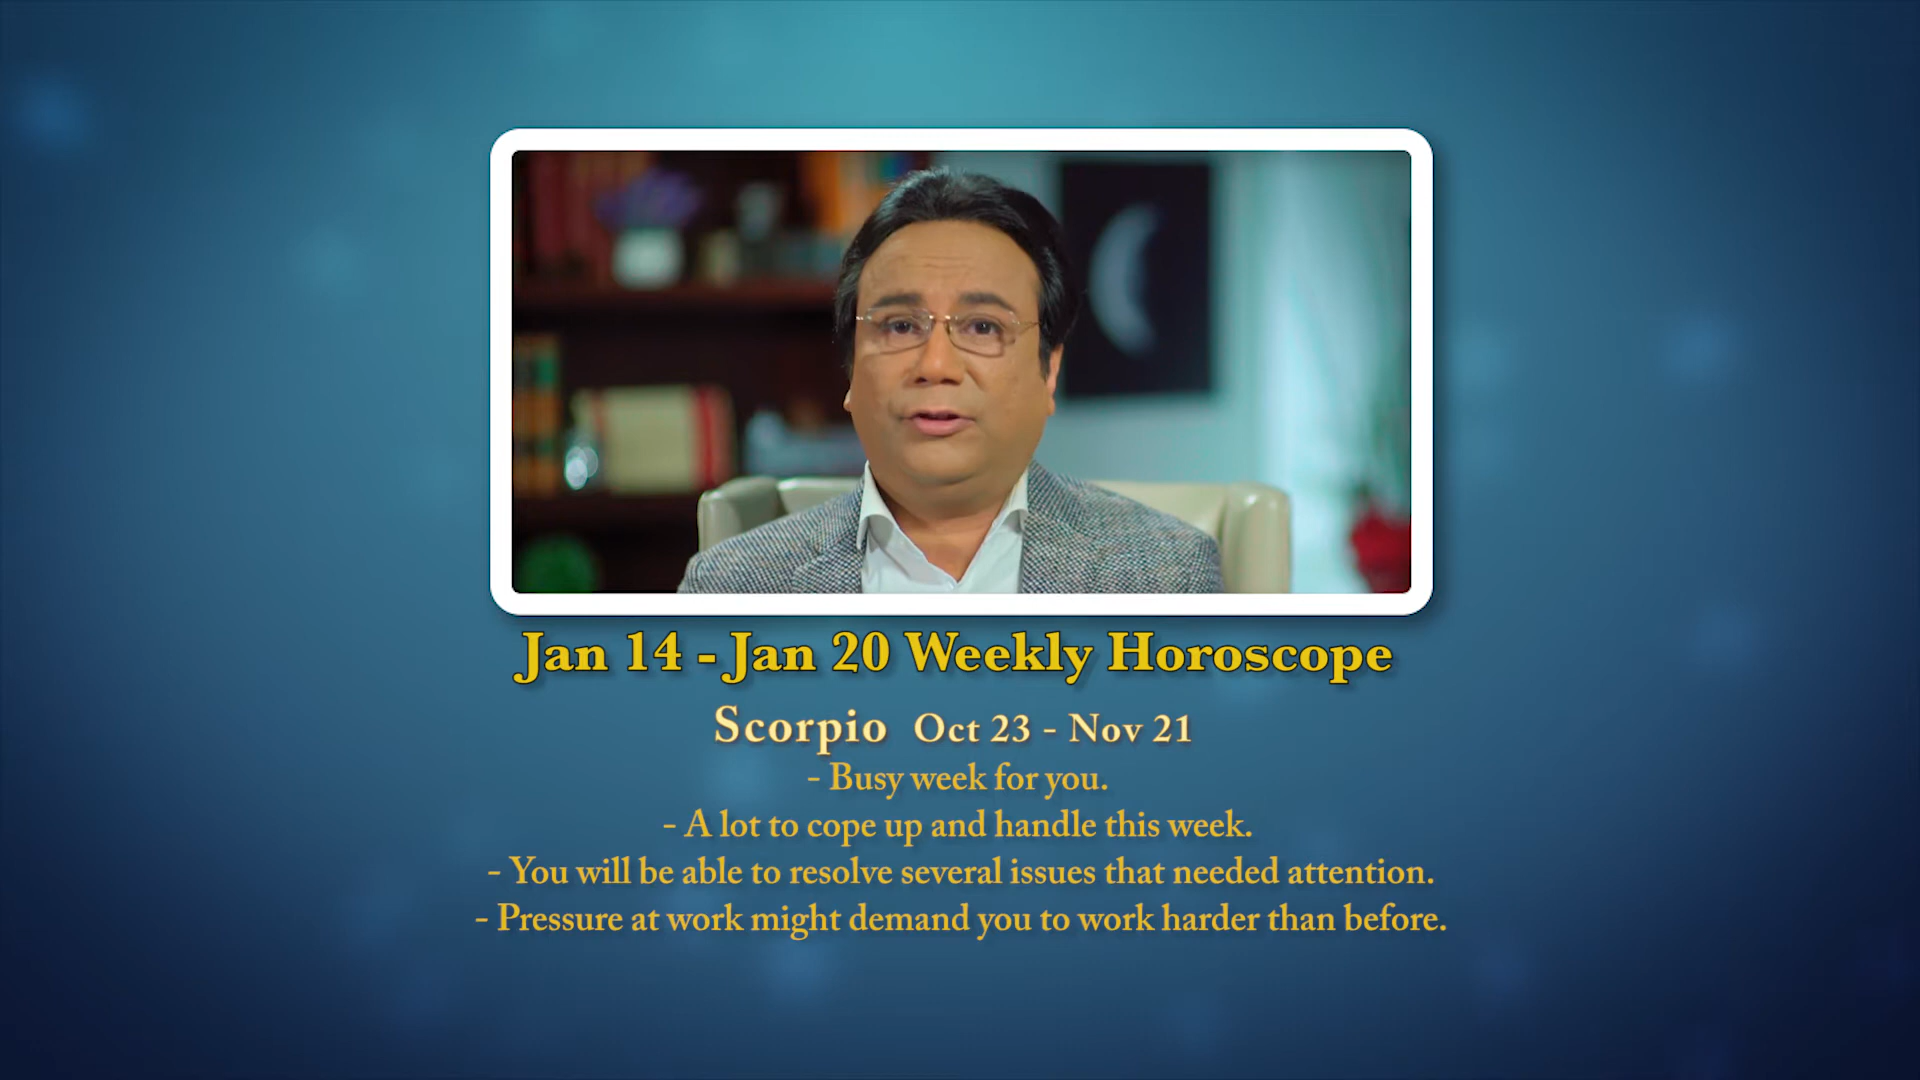 Jan 14 - Jan 20 Weekly Horoscope
Scorpio Oct 23 - Nov 21
- Busy week for you.
- A lot to cope up and handle this week.
- You will be able to resolve several issues that needed attention.
- Pressure at work might demand you to work harder than before.